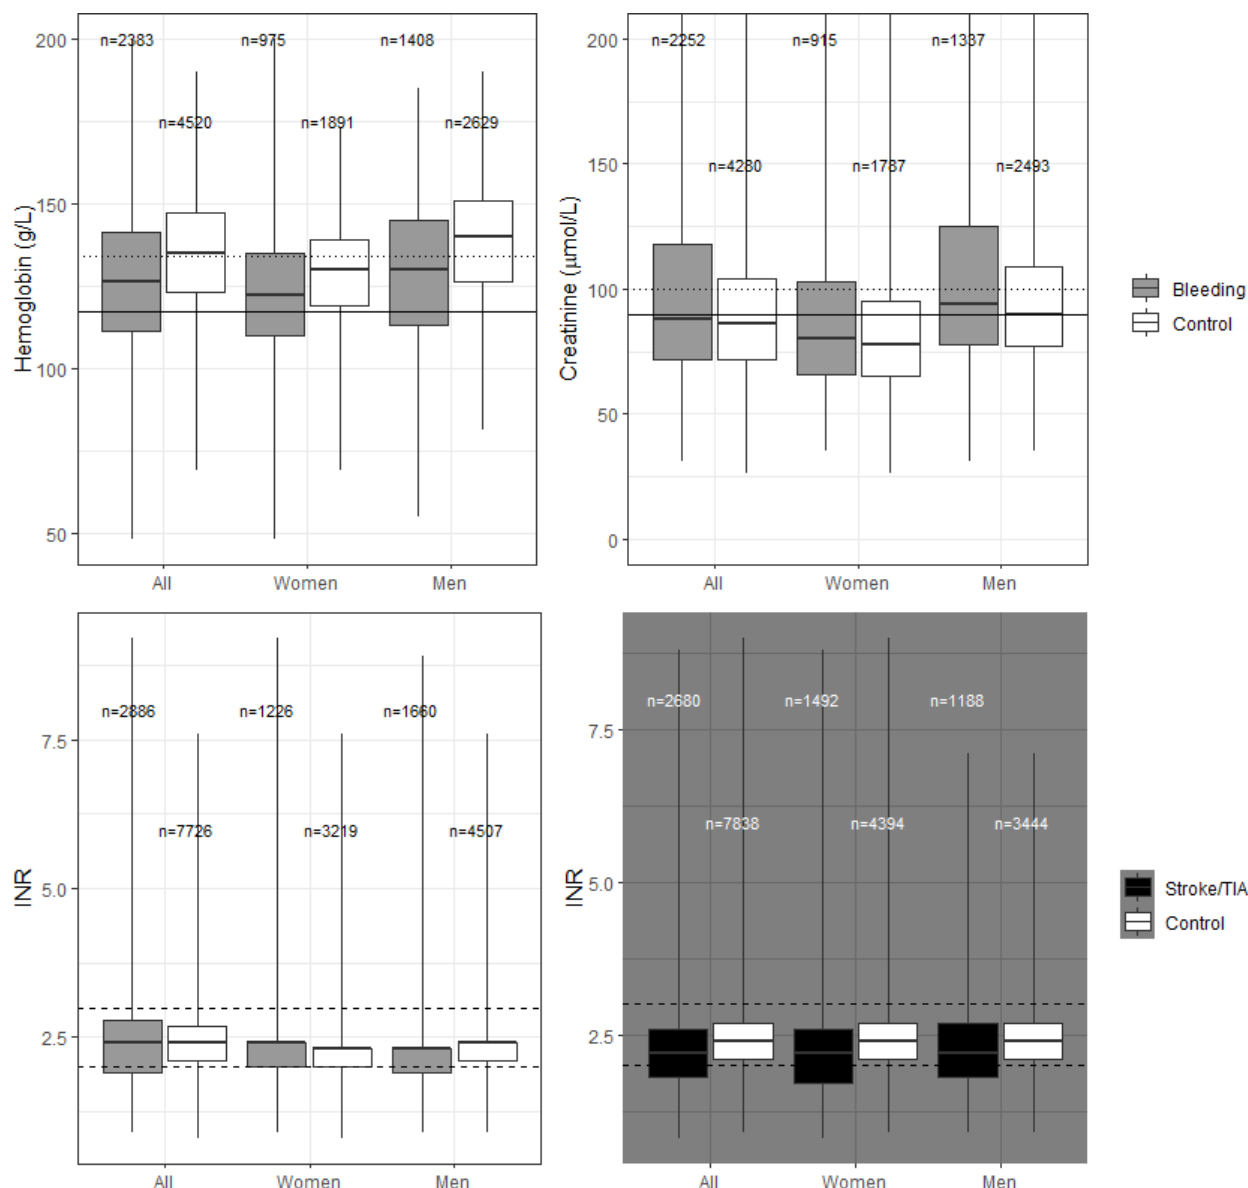 Hemoglobin (g/L)
200
150
100
50
n=2383
n=975
n=1408
n=4520
n=1891
n=2629
All
Women
Men
Creatinine (μmol/L)
200
150
100
50
0
n=2252
n=915
n=1337
n=4280
n=1787
n=2493
All
Women
Men
Bleeding
Control
INR
7.5
5.0
2.5
n=2886
n=1226
n=1660
n=7726
n=3219
n=4507
All
Women
Men
INR
7.5
5.0
2.5
n=2680
n=1492
n=1188
n=7838
n=4394
n=3444
All
Women
Men
Stroke/TIA
Control